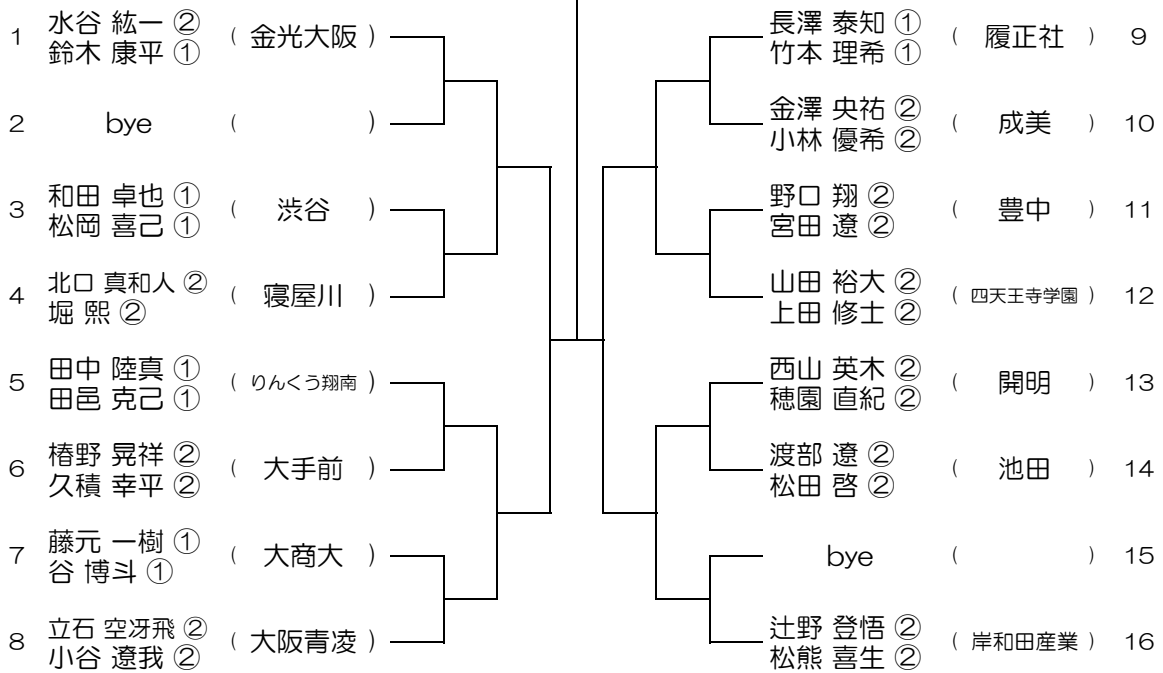 1 水谷 紘一 ② ( 金光大阪 )
鈴木 康平 ①
2 bye ( )
3 和田 卓也 ① ( 渋谷 )
松岡 喜己 ①
4 北口 真和人 ② ( 寝屋川 )
堀 熙 ②
5 田中 陸真 ① ( りんくう翔南 )
田邑 克己 ①
6 椿野 晃祥 ② ( 大手前 )
久積 幸平 ②
7 藤元 一樹 ① ( 大商大 )
谷 博斗 ①
8 立石 空冴飛 ② ( 大阪青凌 )
小谷 遼我 ②
長澤 泰知 ① ( 履正社 ) 9
竹本 理希 ①
金澤 央祐 ② ( 成美 ) 10
小林 優希 ②
野口 翔 ② ( 豊中 ) 11
宮田 遼 ②
山田 裕大 ② ( 四天王寺学園 ) 12
上田 修士 ②
西山 英木 ② ( 開明 ) 13
穂園 直紀 ②
渡部 遼 ② ( 池田 ) 14
松田 啓 ②
bye ( ) 15
辻野 登悟 ② ( 岸和田産業 ) 16
松熊 喜生 ②